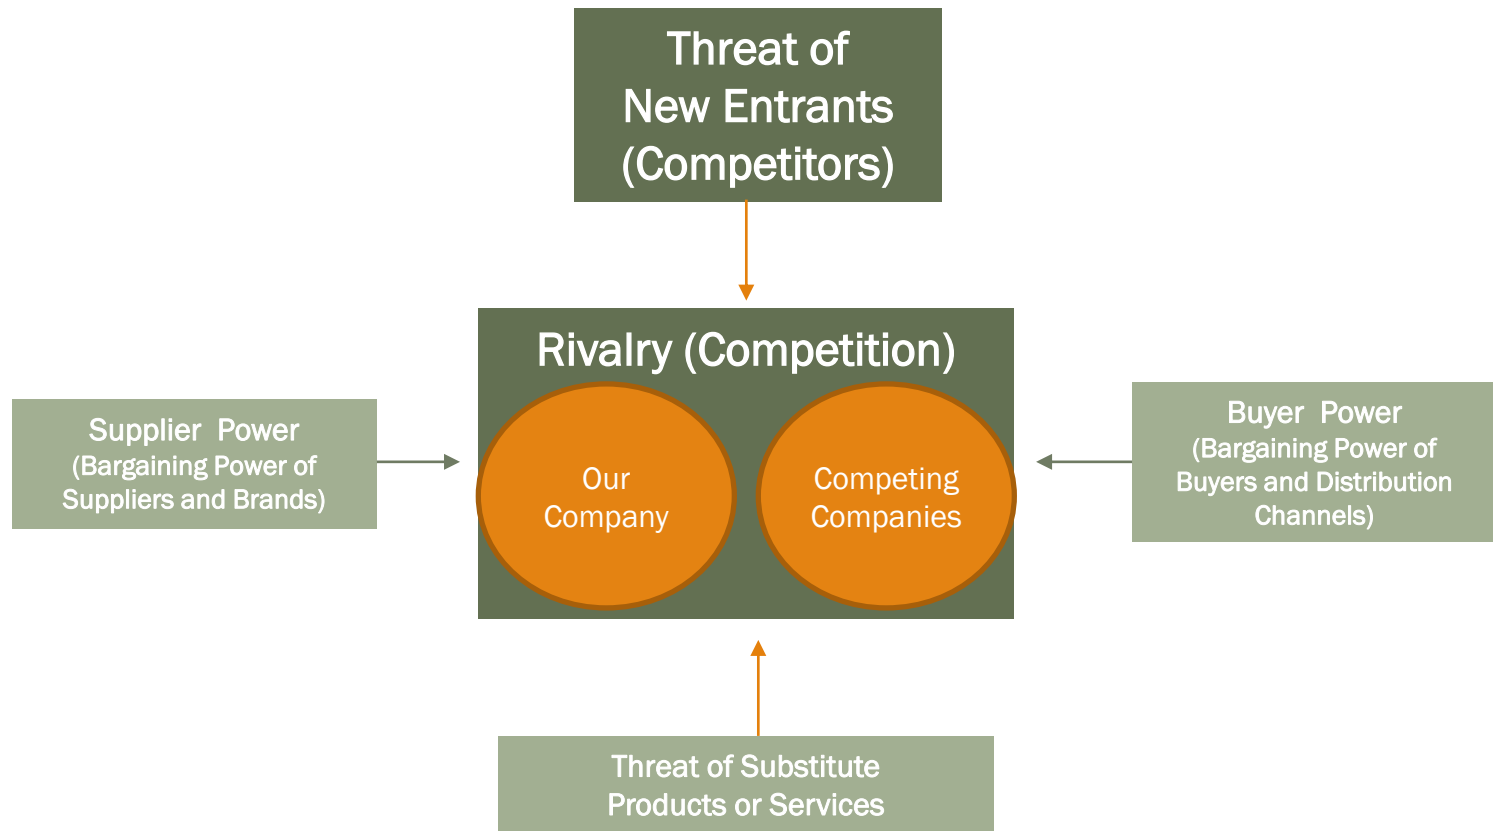 Threat of
New Entrants
(Competitors)
Rivalry (Competition)
Our
Company
Competing
Companies
Supplier  Power
(Bargaining Power of
Suppliers and Brands)
Buyer  Power
(Bargaining Power of
Buyers and Distribution
Channels)
Threat of Substitute
Products or Services